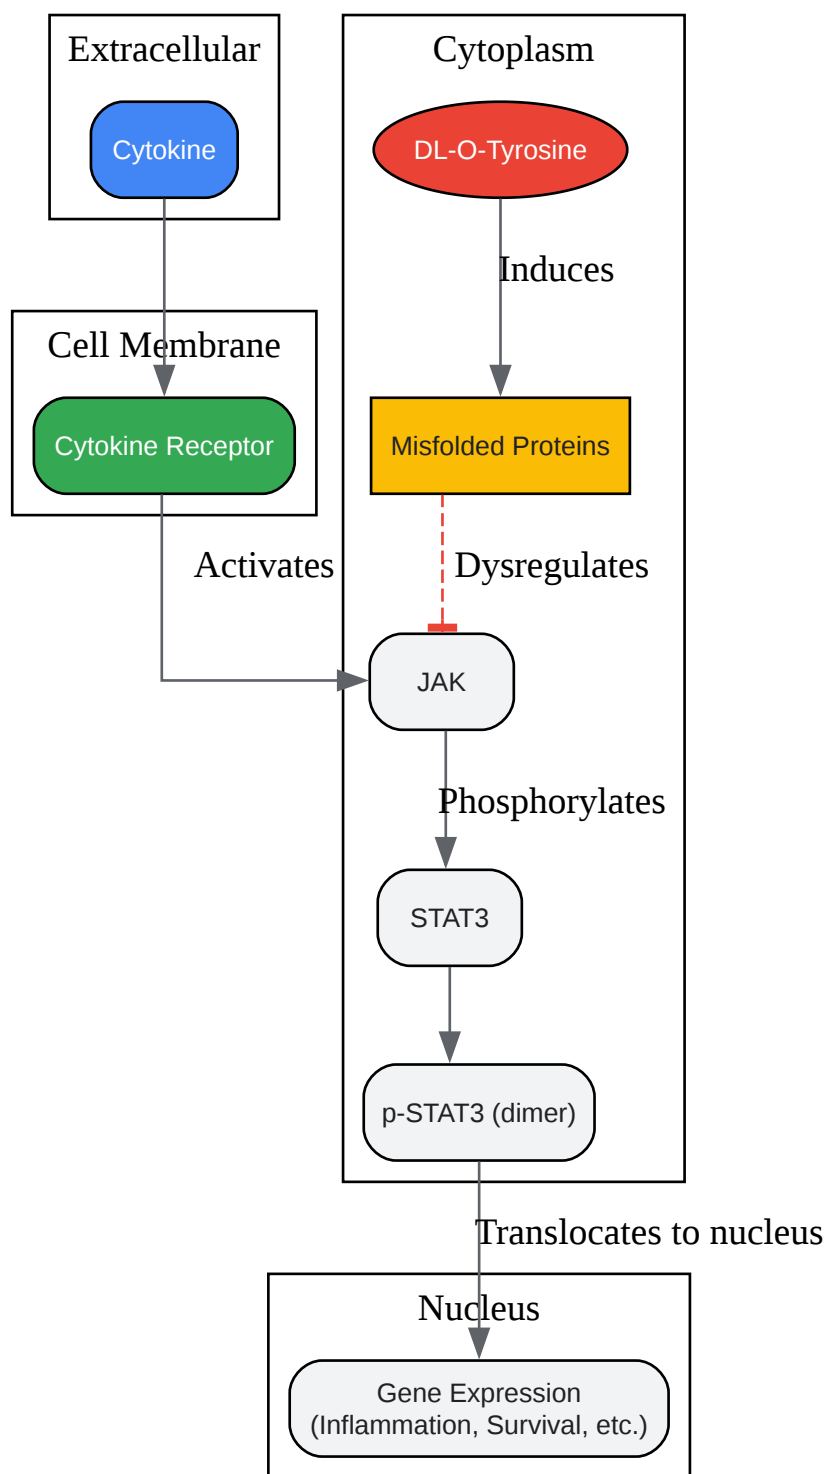 Extracellular
Cytoplasm
Cytokine
DL-O-Tyrosine
Induces
Cell Membrane
Cytokine Receptor
Misfolded Proteins
Activates
Dysregulates
JAK
Phosphorylates
STAT3
p-STAT3 (dimer)
Translocates to nucleus
Nucleus
Gene Expression
(Inflammation, Survival, etc.)